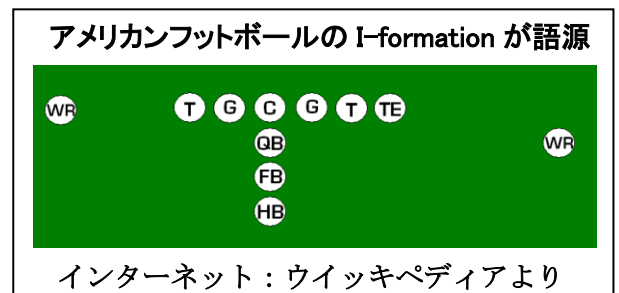 アメリカンフットボールの I-formation が語源
WR T G C G T TE
QB WR
FB
HB
インターネット：ウイッキペディアより